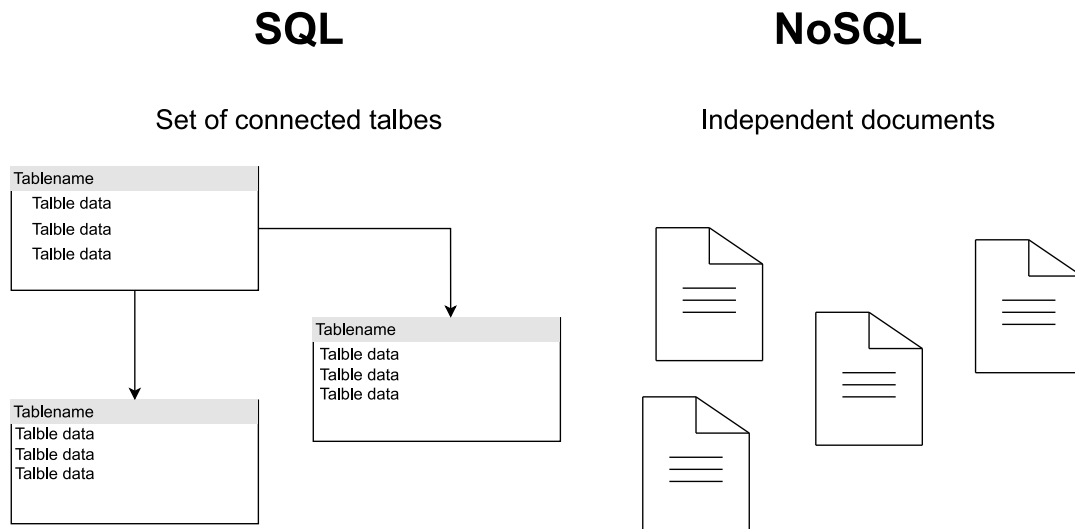 SQL
NoSQL
Set of connected talbes
Independent documents
Tablename
Talble data
Talble data
Talble data
Tablename
Talble data
Talble data
Talble data
Tablename
Talble data
Talble data
Talble data